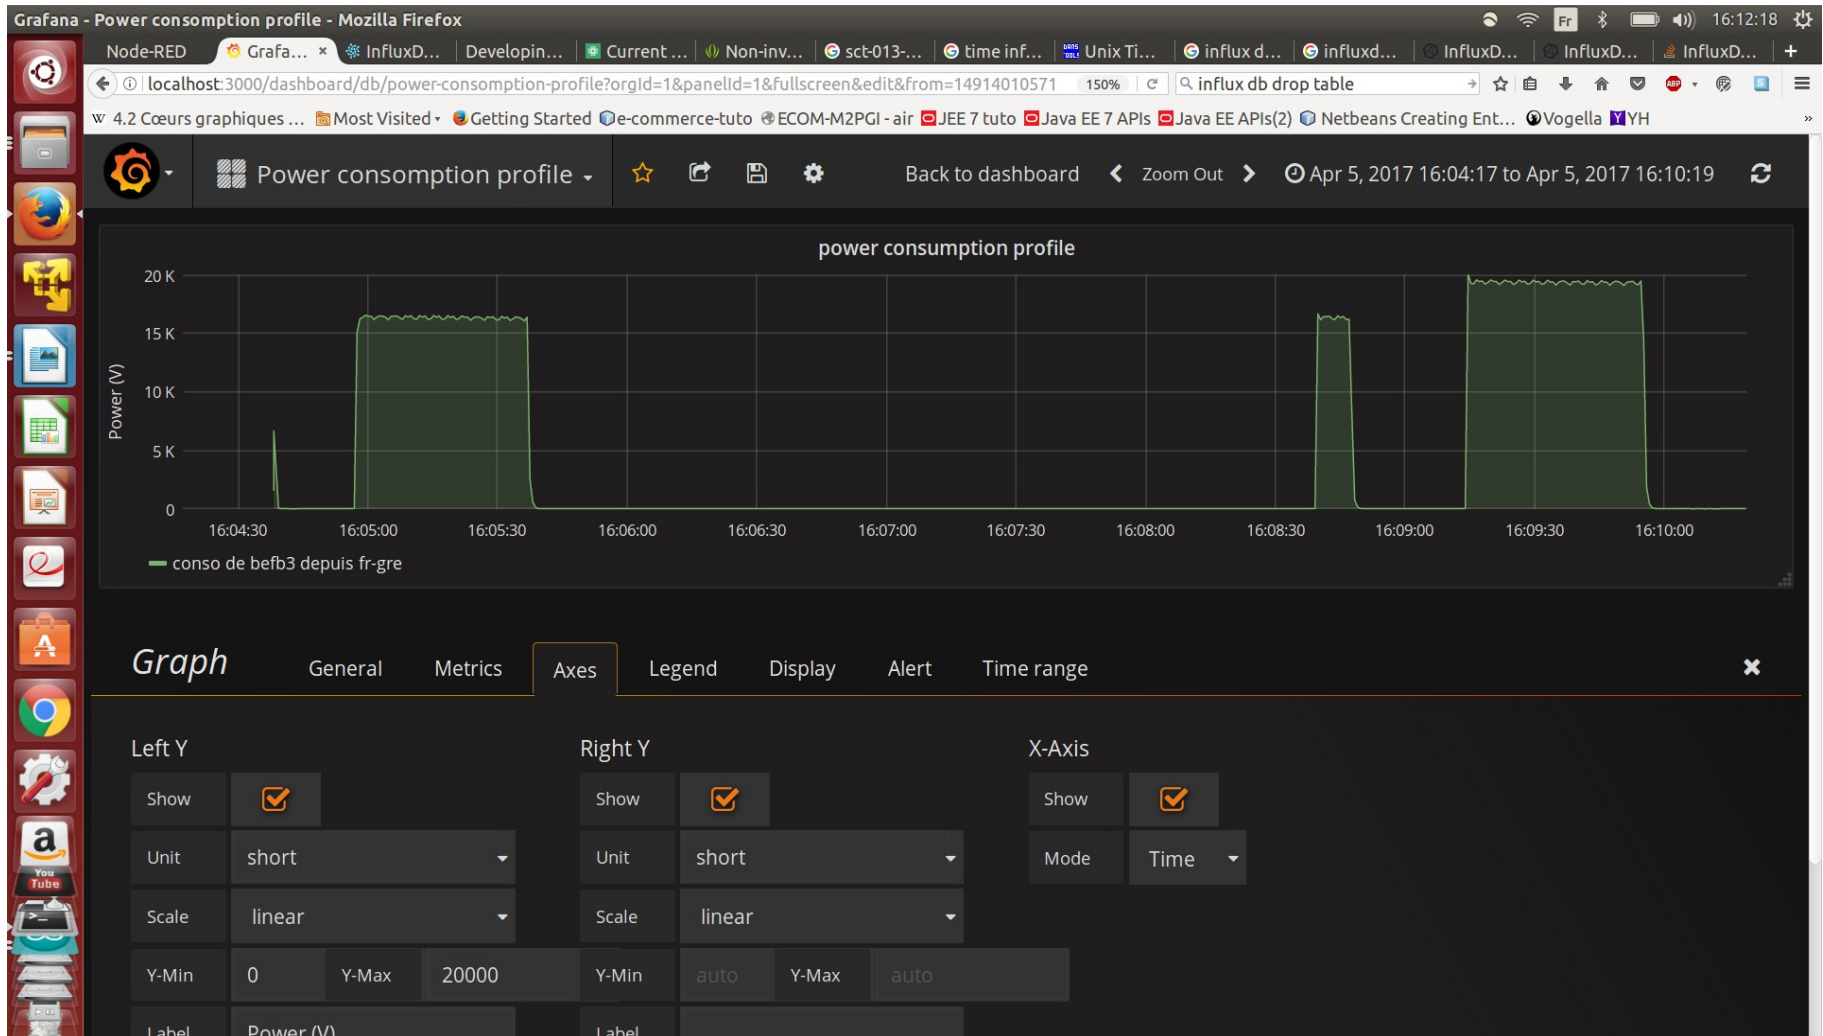 Grafana - Power consomption profile - Mozilla Firefox Fr 16:12:18
Node-RED Grafa... × InfluxD... Developin... Current ... Non-inv... sct-013-... time inf... Unix Ti... influx d... influxd... InfluxD... InfluxD... InfluxD... +
localhost:3000/dashboard/db/power-consomption-profile?orgId=1&panelId=1&fullscreen&edit&from=14914010571 150% influx db drop table ABP S
W 4.2 Cœurs graphiques ... Most Visited Getting Started e-commerce-tuto ECOM-M2PGI - air JEE 7 tuto Java EE 7 APIs Java EE APIs(2) Netbeans Creating Ent... Vogella Y YH »
Power consomption profile Back to dashboard Zoom Out Apr 5, 2017 16:04:17 to Apr 5, 2017 16:10:19
power consumption profile
20 K
15 K
10 K
5 K
0
Power (V)
16:04:30 16:05:00 16:05:30 16:06:00 16:06:30 16:07:00 16:07:30 16:08:00 16:08:30 16:09:00 16:09:30 16:10:00
conso de befb3 depuis fr-gre
Graph General Metrics Axes Legend Display Alert Time range
Left Y Right Y X-Axis
Show Show Show
Unit short Unit short Mode Time
Scale linear Scale linear
Y-Min 0 Y-Max 20000 Y-Min auto Y-Max auto
Label Power (V) Label
a
You
Tube